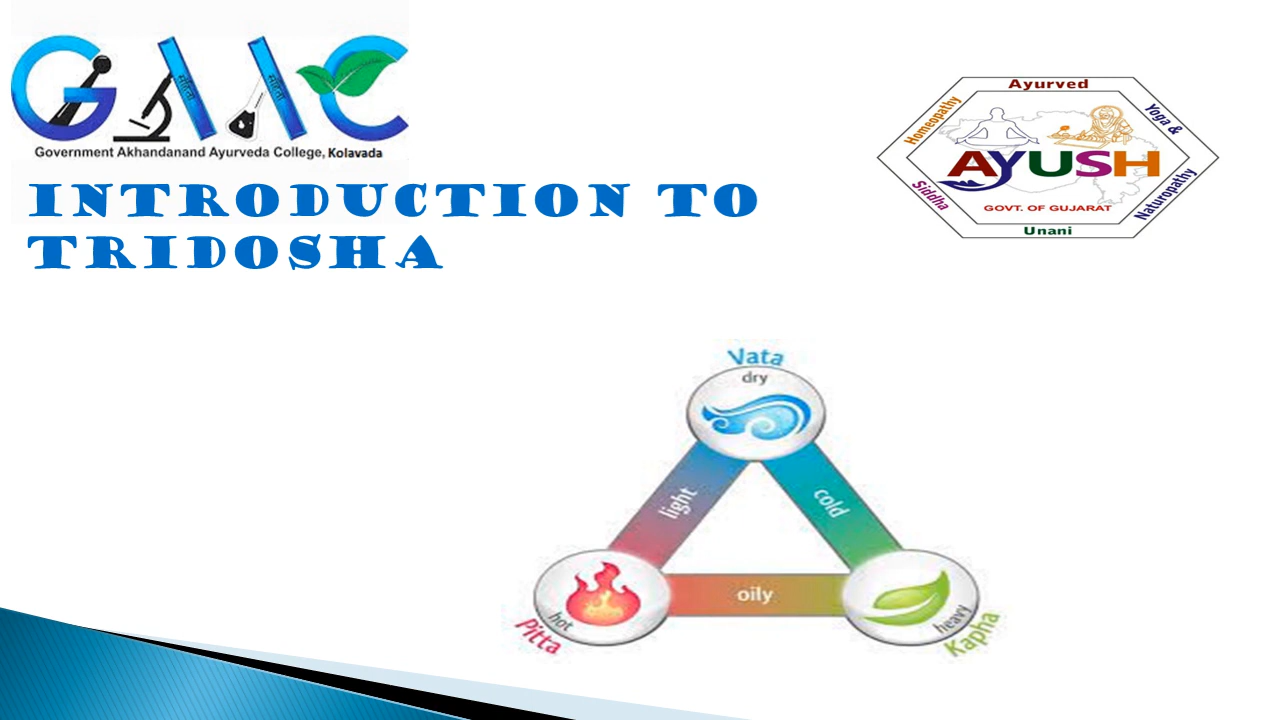 GAAC
Government Akhandanand Ayurveda College, Kolavada
INTRODUCTION TO
TRIDOSHA
Ayurved
Homeopathy
Yoga &
AYUSH
Siddha
Naturopathy
GOVT. OF GUJARAT
Unani
Vata
dry
light
cold
oily
hot
Pitta
heavy
Kapha